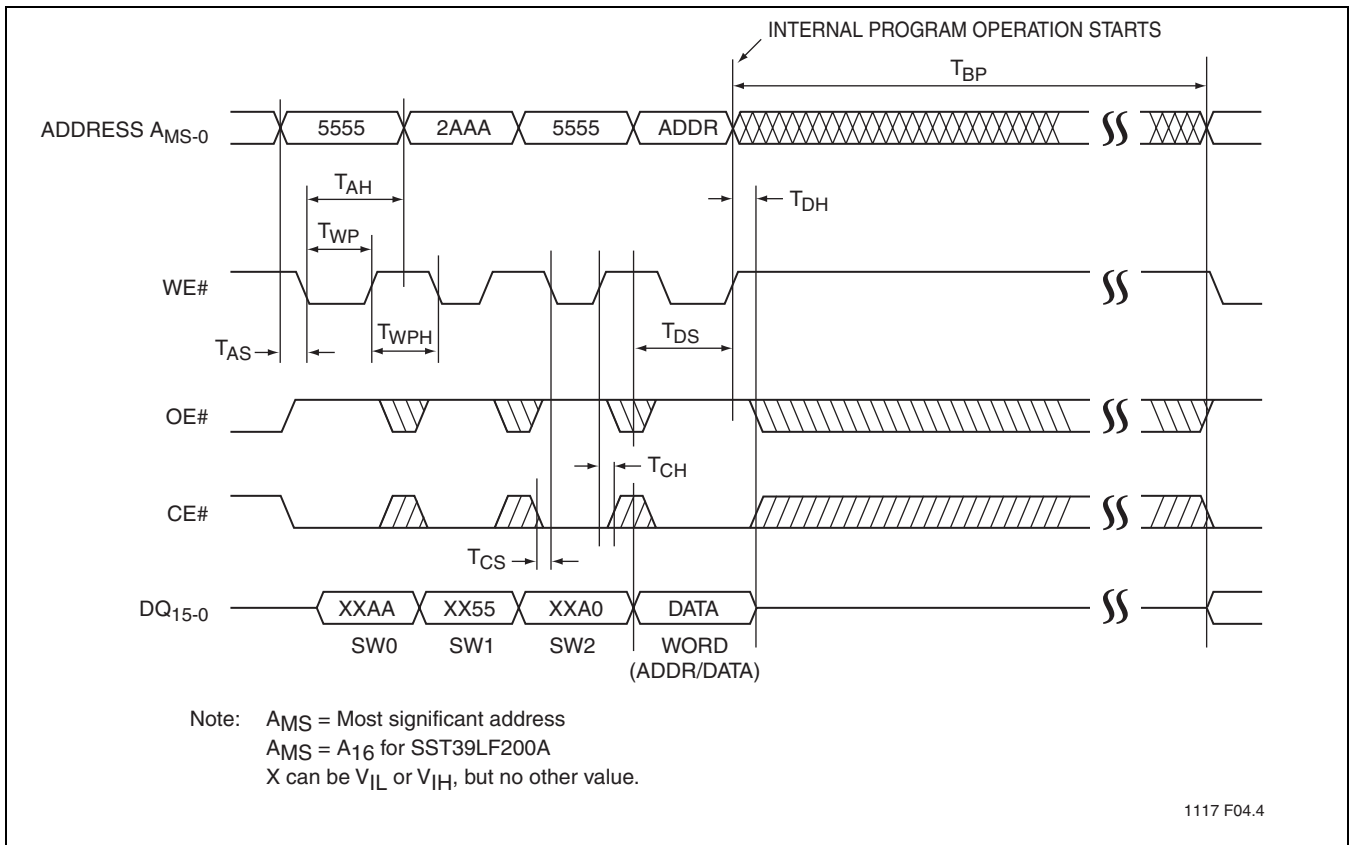 INTERNAL PROGRAM OPERATION STARTS
TBP
ADDRESS AMS-0
5555
2AAA
5555
ADDR
TAH
TDH
TWP
WE#
TWPH
TDS
TAS
OE#
TCH
CE#
TCS
DQ15-0
XXAA
XX55
XXA0
DATA
SW0
SW1
SW2
WORD
(ADDR/DATA)
Note: AMS = Most significant address
AMS = A16 for SST39LF200A
X can be VIL or VIH, but no other value.
1117 F04.4